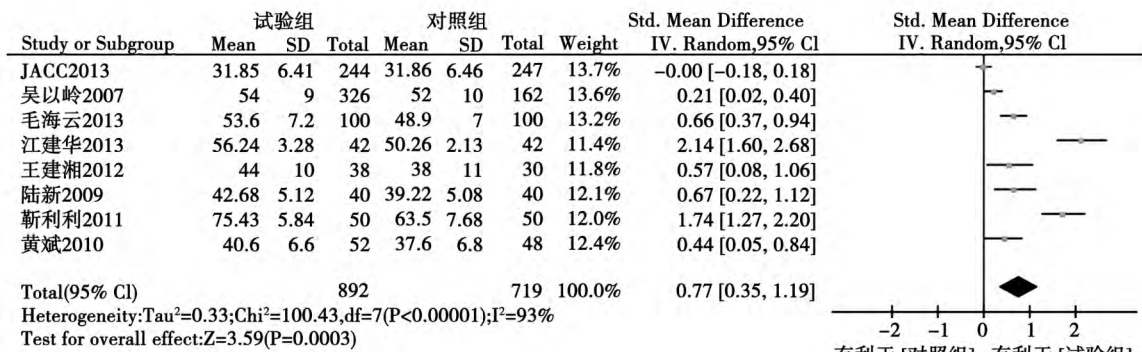 试验组 对照组 Std. Mean Difference Std. Mean Difference
Study or Subgroup Mean SD Total Mean SD Total Weight IV. Random,95% CI IV. Random,95% CI
JACC2013 31.85 6.41 244 31.86 6.46 247 13.7% −0.00 [−0.18, 0.18]
吴以岭2007 54 9 326 52 10 162 13.6% 0.21 [0.02, 0.40]
毛海云2013 53.6 7.2 100 48.9 7 100 13.2% 0.66 [0.37, 0.94]
江建华2013 56.24 3.28 42 50.26 2.13 42 11.4% 2.14 [1.60, 2.68]
王建湘2012 44 10 38 38 11 30 11.8% 0.57 [0.08, 1.06]
陆新2009 42.68 5.12 40 39.22 5.08 40 12.1% 0.67 [0.22, 1.12]
靳利利2011 75.43 5.84 50 63.5 7.68 50 12.0% 1.74 [1.27, 2.20]
黄斌2010 40.6 6.6 52 37.6 6.8 48 12.4% 0.44 [0.05, 0.84]
Total(95% CI) 892 719 100.0% 0.77 [0.35, 1.19]
Heterogeneity:Tau²=0.33;Chi²=100.43,df=7(P<0.00001);I²=93%
Test for overall effect:Z=3.59(P=0.0003)
−2 −1 0 1 2
有利于 [对照组] 有利于 [试验组]